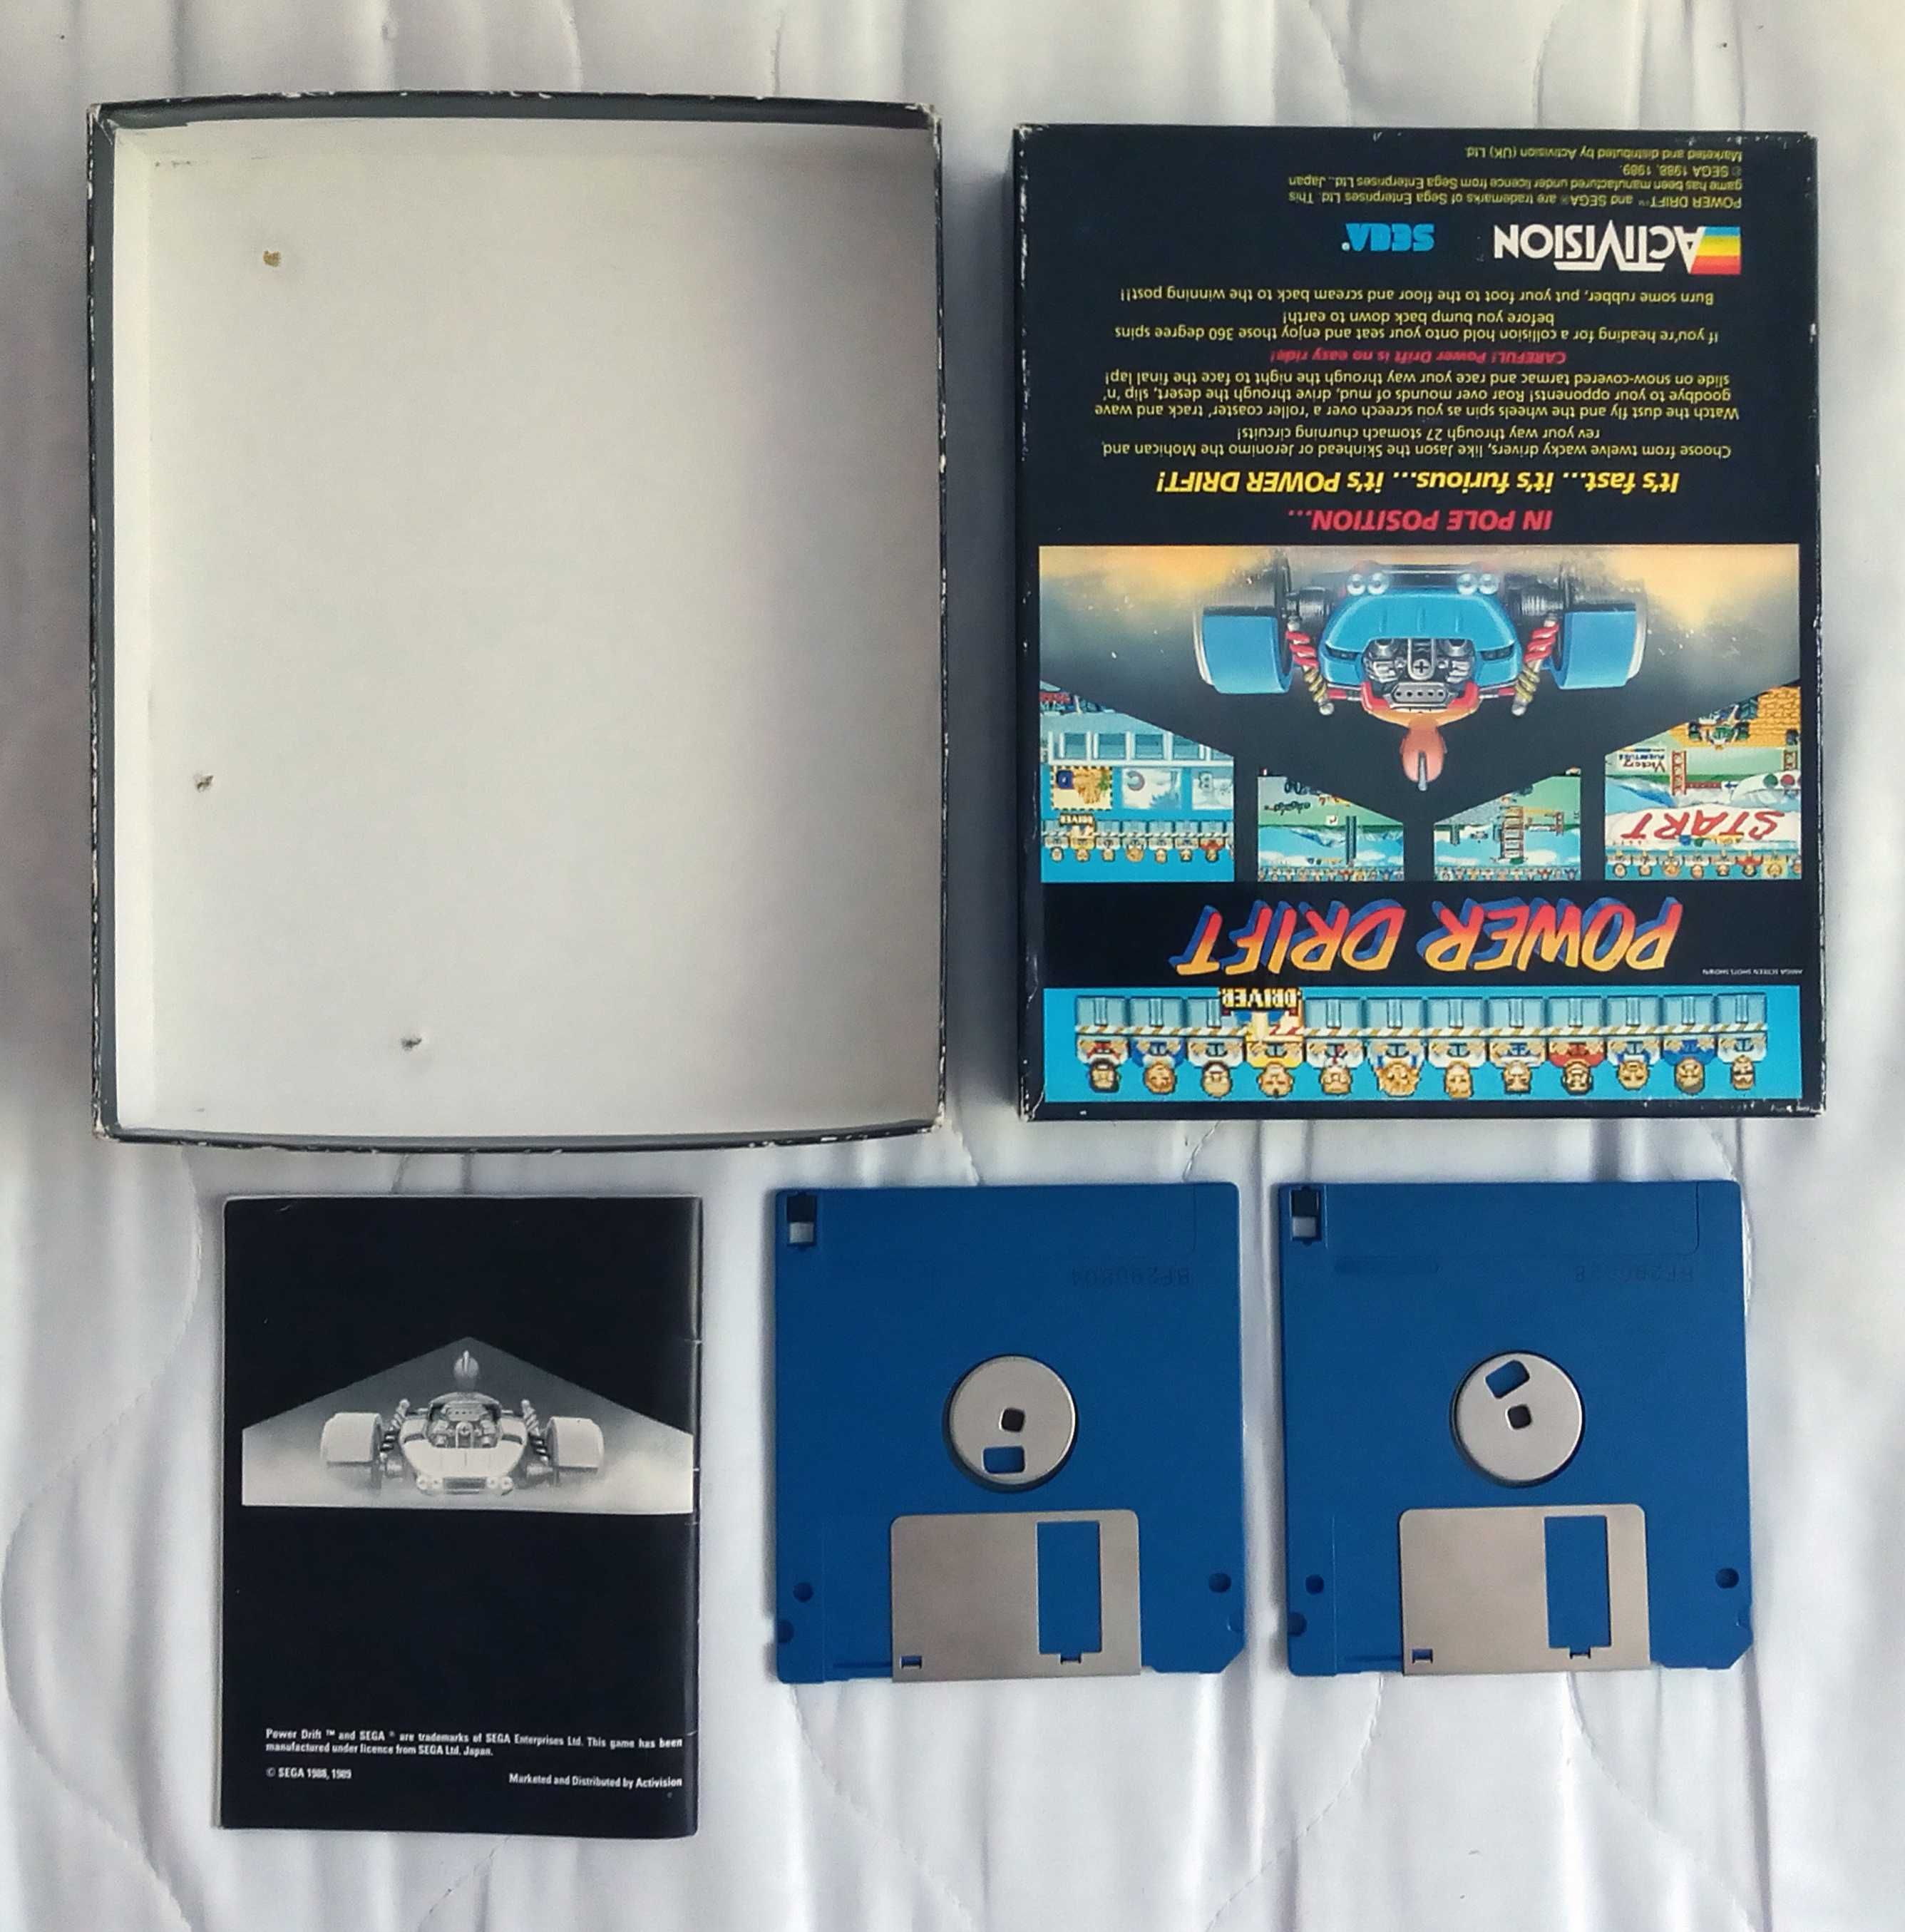 AMIGA SCREEN SHOTS SHOWN
DRIVER
POWER DRIFT
START
DRIVER
B C D
Victory
IN POLE POSITION...
It's fast... it's furious... it's POWER DRIFT!
Choose from twelve wacky drivers, like Jason the Skinhead or Jeronimo the Mohican and,
rev your way through 27 stomach churning circuits!
Watch the dust fly and the wheels spin as you screech over a 'roller coaster' track and wave
goodbye to your opponents! Roar over mounds of mud, drive through the desert, slip 'n'
slide on snow-covered tarmac and race your way through the night to face the final lap!
CAREFUL! Power Drift is no easy ride!
If you're heading for a collision hold onto your seat and enjoy those 360 degree spins
before you bump back down to earth!
Burn some rubber, put your foot to the floor and scream back to the winning post!!
ACTIVISION SEGA®
POWER DRIFT™ and SEGA® are trademarks of Sega Enterprises Ltd. This
game has been manufactured under licence from Sega Enterprises Ltd., Japan
© SEGA 1988, 1989.
Marketed and distributed by Activision (UK) Ltd.
Power Drift ™ and SEGA ® are trademarks of SEGA Enterprises Ltd. This game has been
manufactured under licence from SEGA Ltd. Japan.
© SEGA 1988, 1989
Marketed and Distributed by Activision